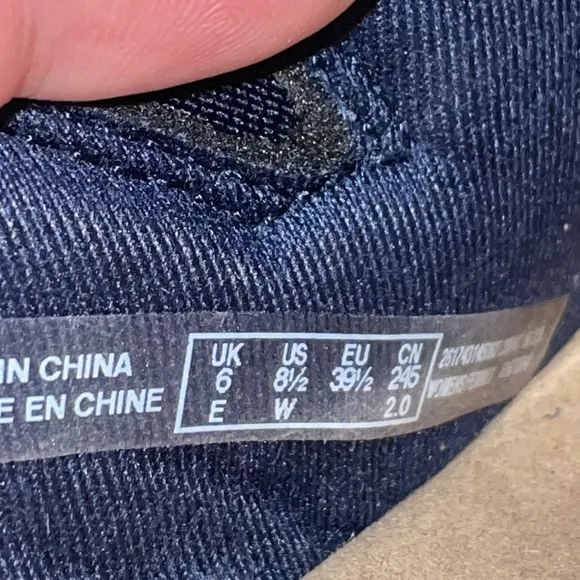 IN CHINA
E EN CHINE
UK US EU CN
6 8½ 39½ 245
E W 2.0